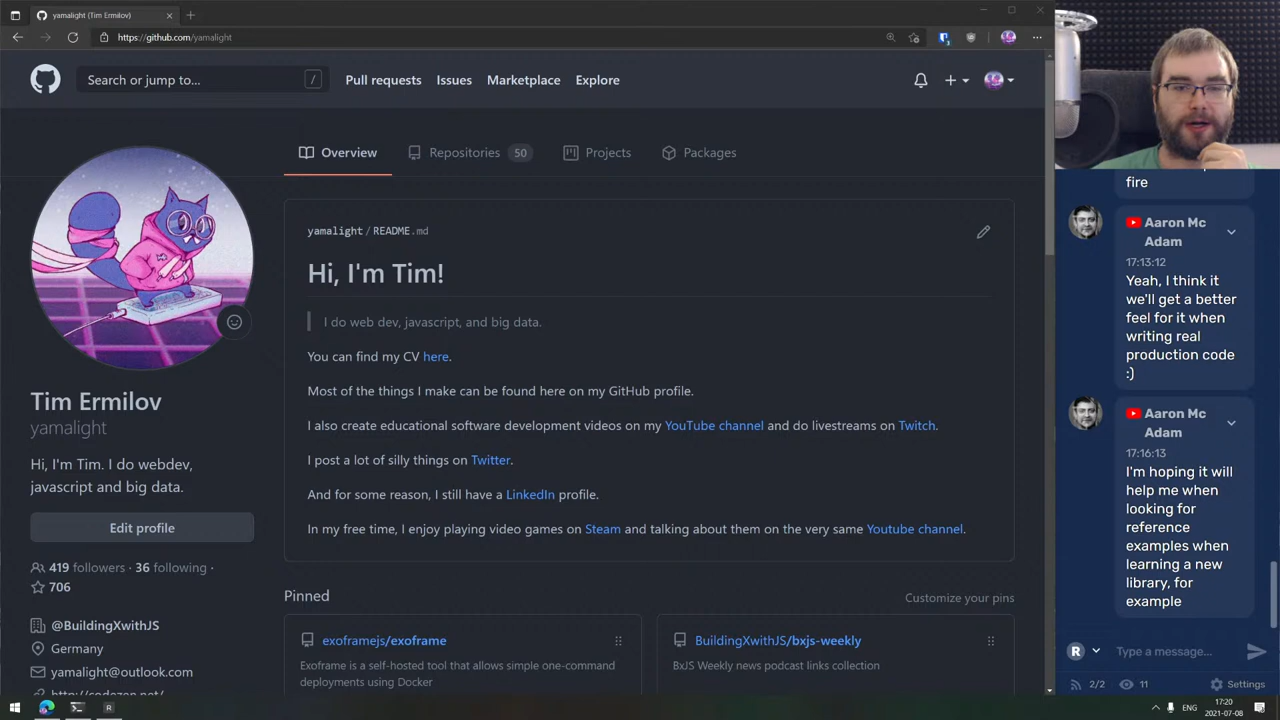 yamalight (Tim Ermilov)
https://github.com/yamalight
Search or jump to...
/
Pull requests
Issues
Marketplace
Explore
Overview
Repositories 50
Projects
Packages
yamalight / README.md
Hi, I'm Tim!
I do web dev, javascript, and big data.
You can find my CV here.
Most of the things I make can be found here on my GitHub profile.
I also create educational software development videos on my YouTube channel and do livestreams on Twitch.
I post a lot of silly things on Twitter.
And for some reason, I still have a LinkedIn profile.
In my free time, I enjoy playing video games on Steam and talking about them on the very same Youtube channel.
Tim Ermilov
yamalight
Hi, I'm Tim. I do webdev,
javascript and big data.
Edit profile
419 followers · 36 following ·
706
@BuildingXwithJS
Germany
yamalight@outlook.com
Pinned
Customize your pins
exoframejs/exoframe
Exoframe is a self-hosted tool that allows simple one-command
deployments using Docker
BuildingXwithJS/bxjs-weekly
BxJS Weekly news podcast links collection
fire
Aaron Mc
Adam
17:13:12
Yeah, I think it
we'll get a better
feel for it when
writing real
production code
:)
Aaron Mc
Adam
17:16:13
I'm hoping it will
help me when
looking for
reference
examples when
learning a new
library, for
example
R
Type a message...
2/2
11
Settings
R
ENG
17:20
2021-07-08